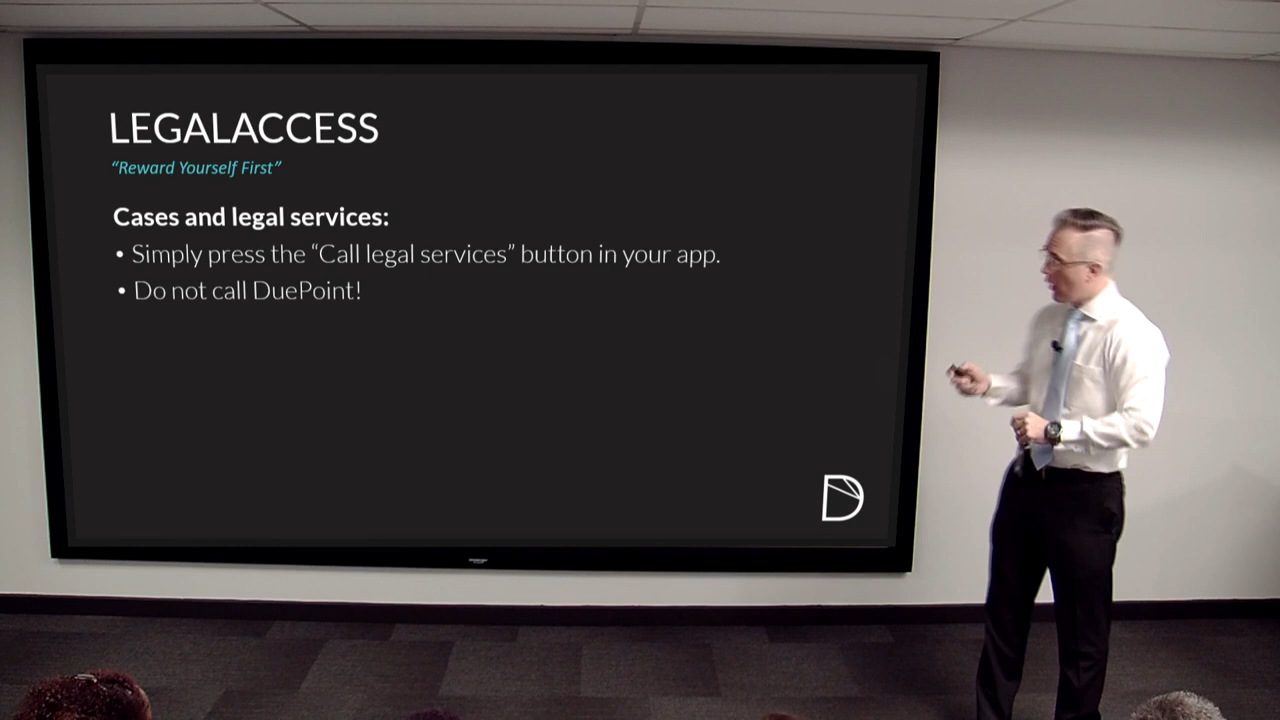 LEGALACCESS
“Reward Yourself First”
Cases and legal services:
• Simply press the “Call legal services” button in your app.
• Do not call DuePoint!